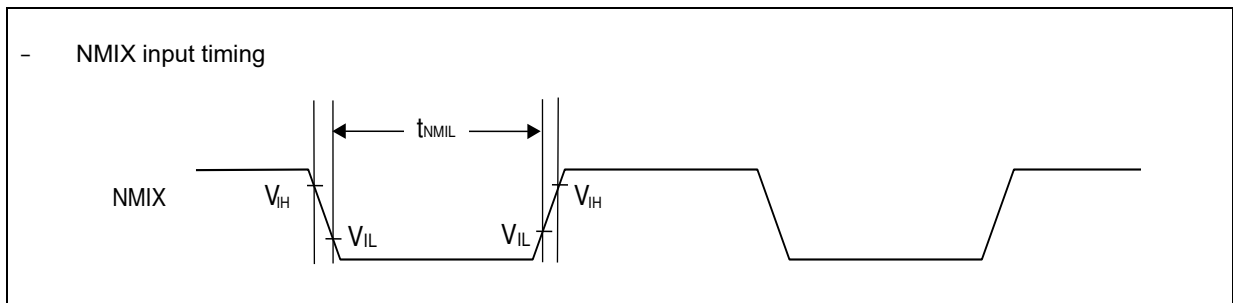 – NMIX input timing
tNMIL
NMIX
VIH
VIL
VIL
VIH